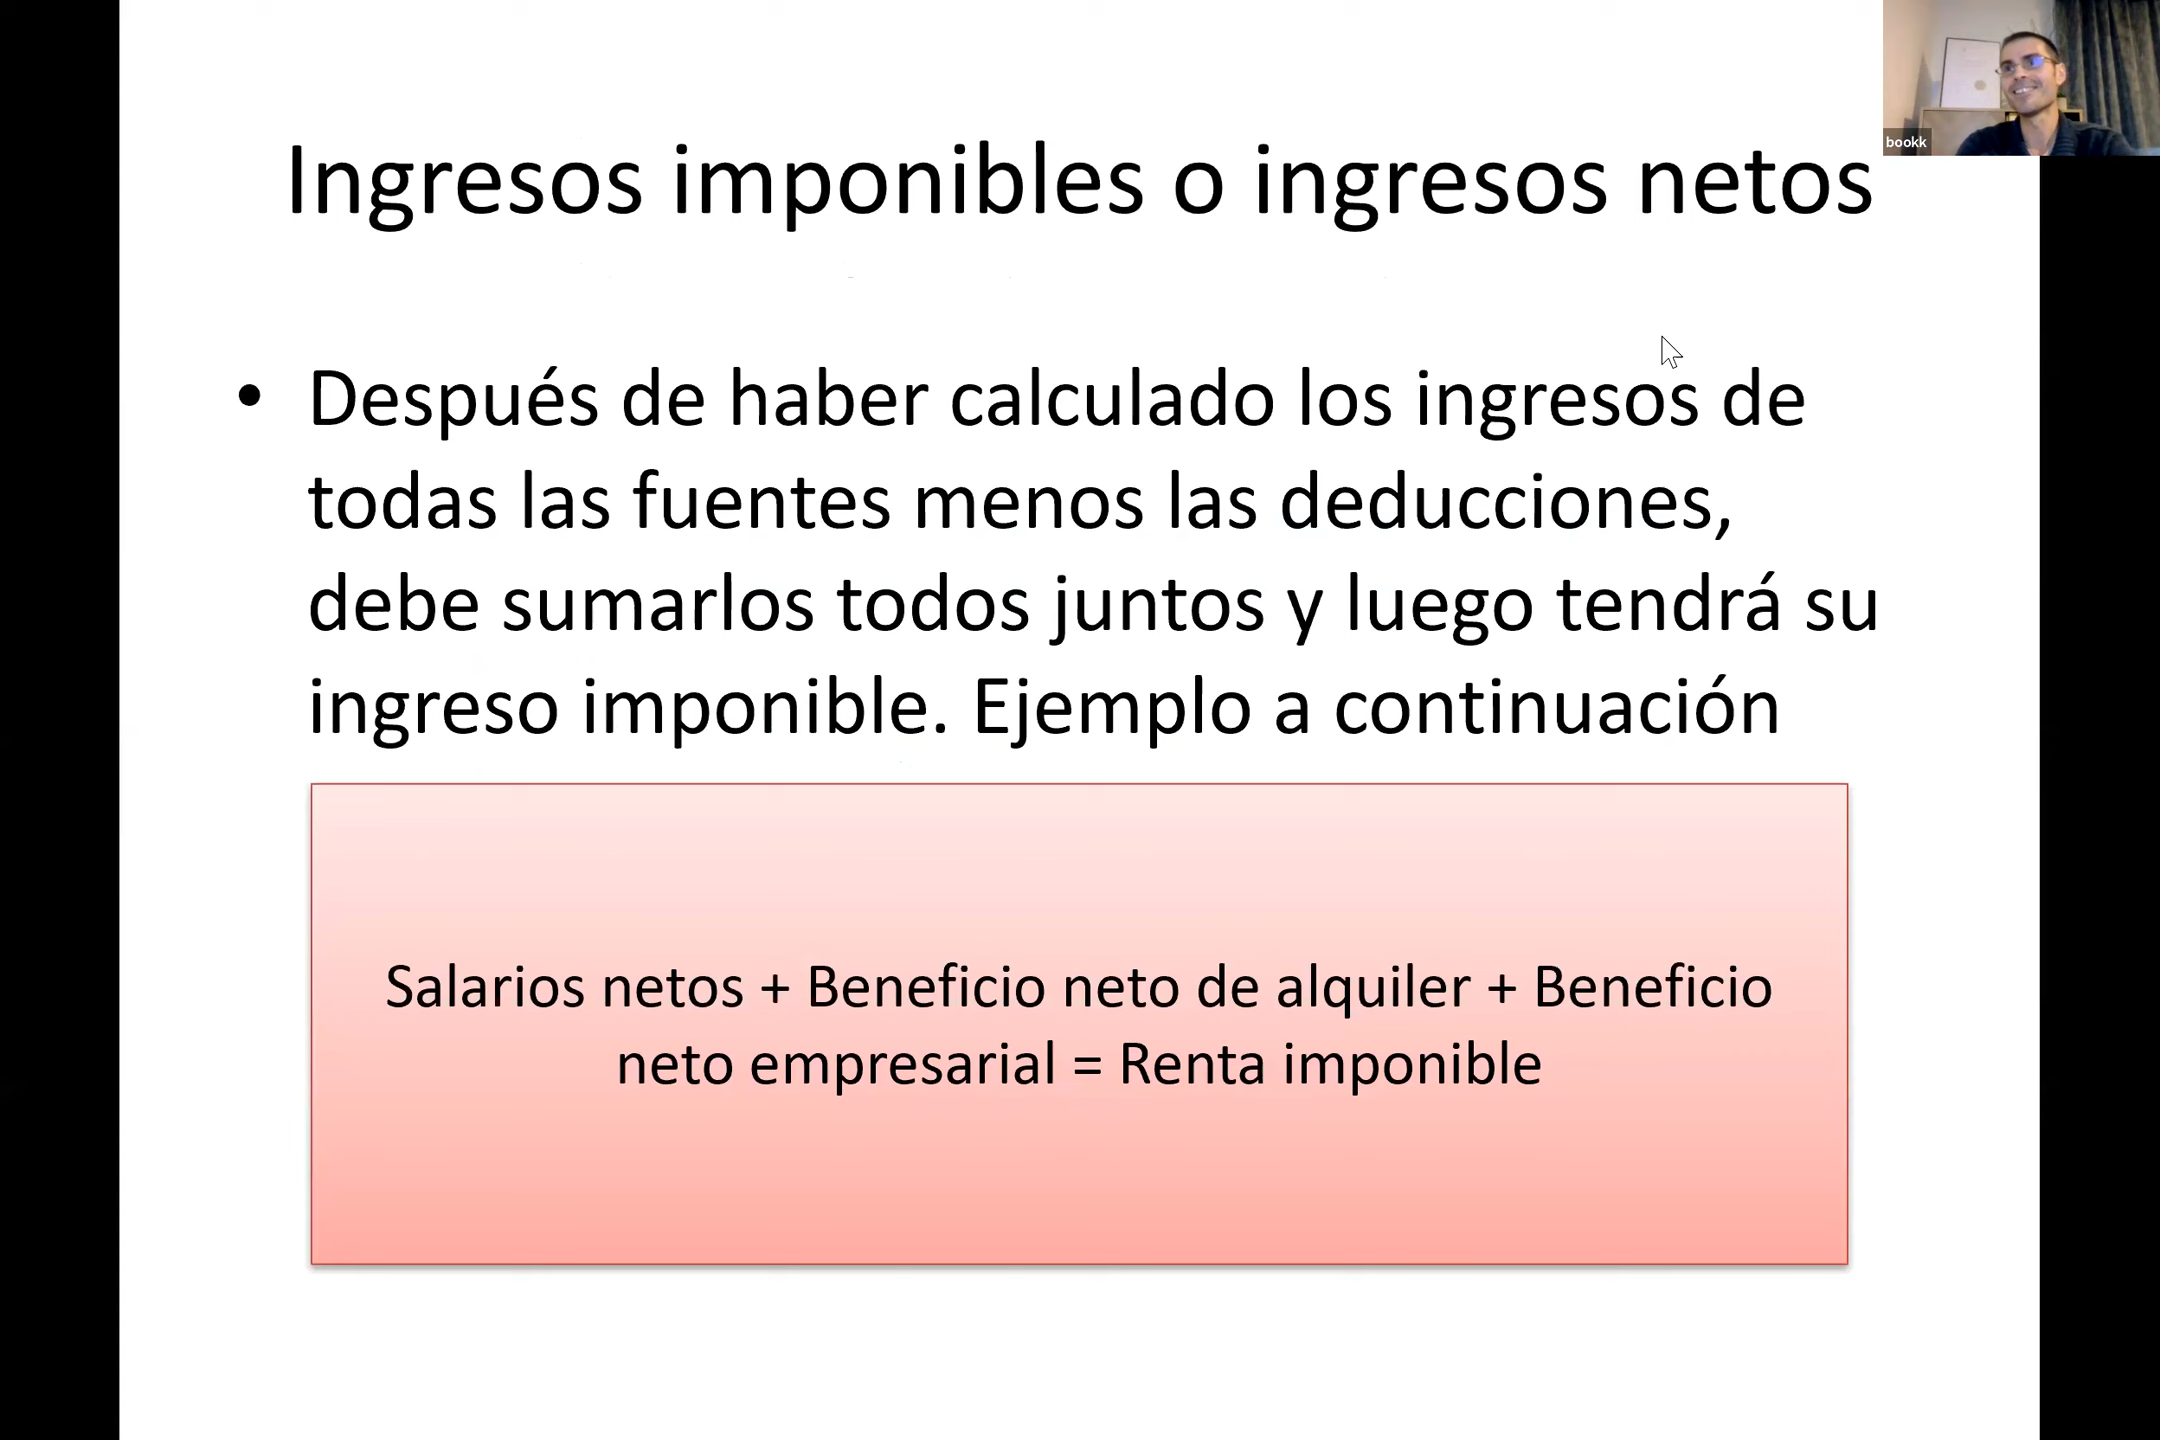 bookk
Ingresos imponibles o ingresos netos
• Después de haber calculado los ingresos de
todas las fuentes menos las deducciones,
debe sumarlos todos juntos y luego tendrá su
ingreso imponible. Ejemplo a continuación
Salarios netos + Beneficio neto de alquiler + Beneficio
neto empresarial = Renta imponible